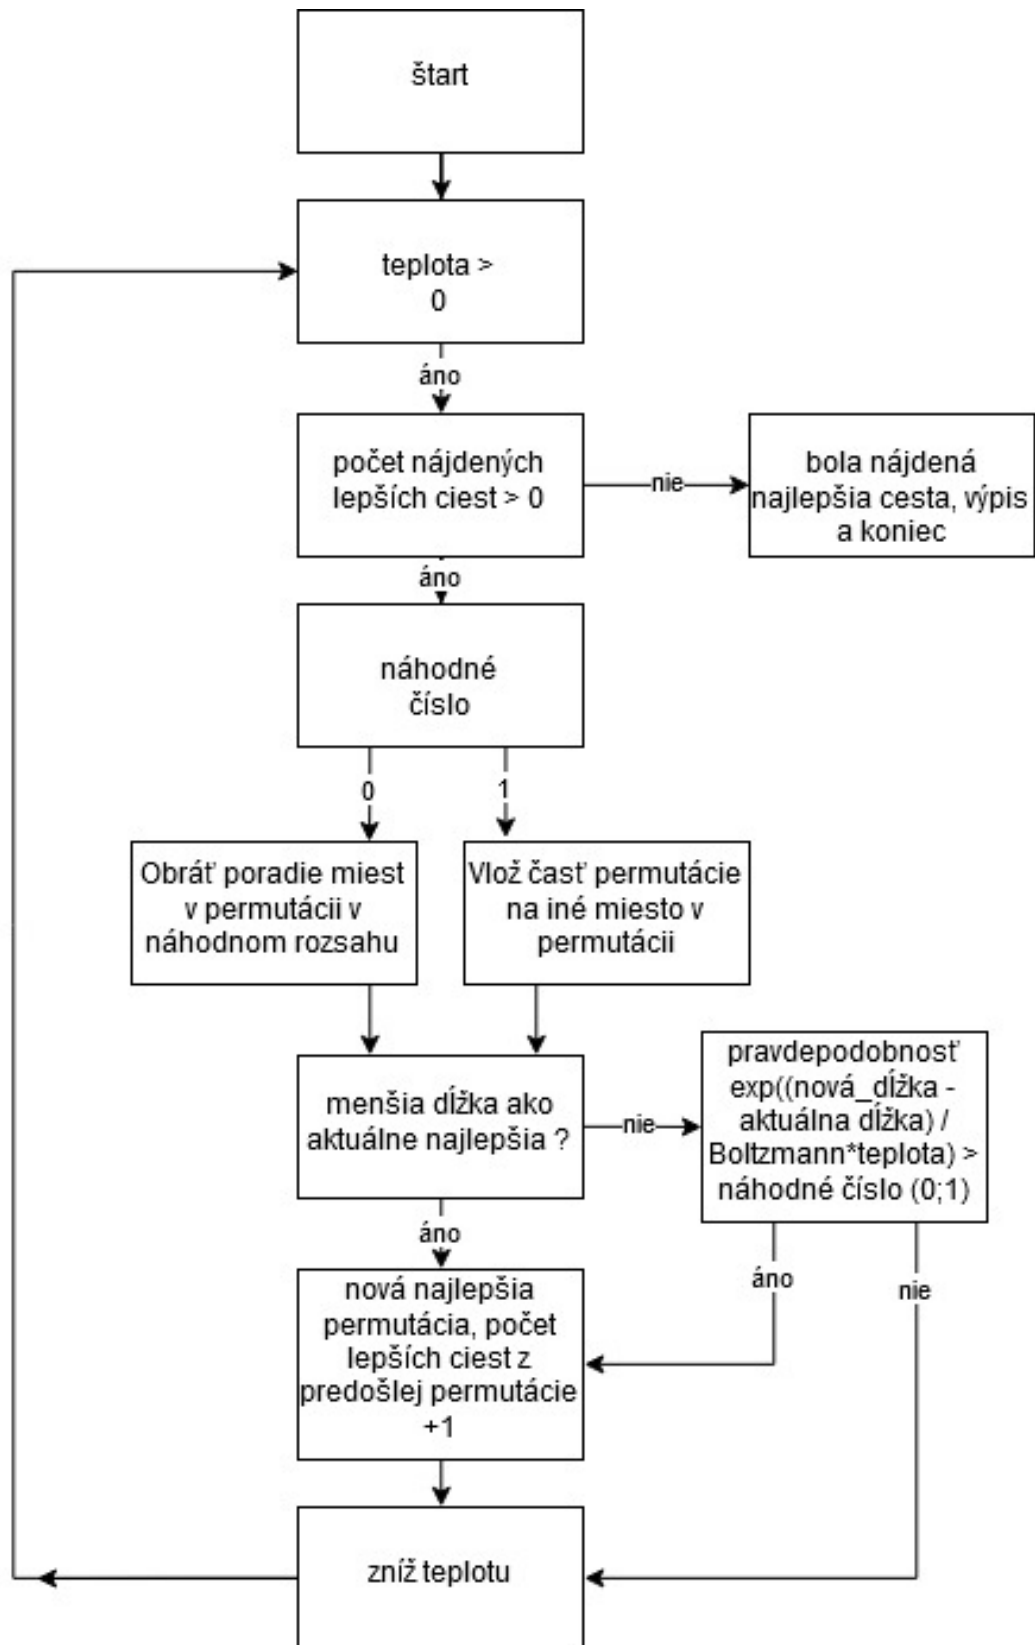 štart
teplota >
0
áno
počet nájdených
lepších ciest > 0
nie
bola nájdená
najlepšia cesta, výpis
a koniec
áno
náhodné
číslo
0
1
Obráť poradie miest
v permutácii v
náhodnom rozsahu
Vlož časť permutácie
na iné miesto v
permutácii
menšia dĺžka ako
aktuálne najlepšia ?
nie
pravdepodobnosť
exp((nová_dĺžka -
aktuálna dĺžka) /
Boltzmann*teplota) >
náhodné číslo (0;1)
áno
áno
nie
nová najlepšia
permutácia, počet
lepších ciest z
predošlej permutácie
+1
zníž teplotu